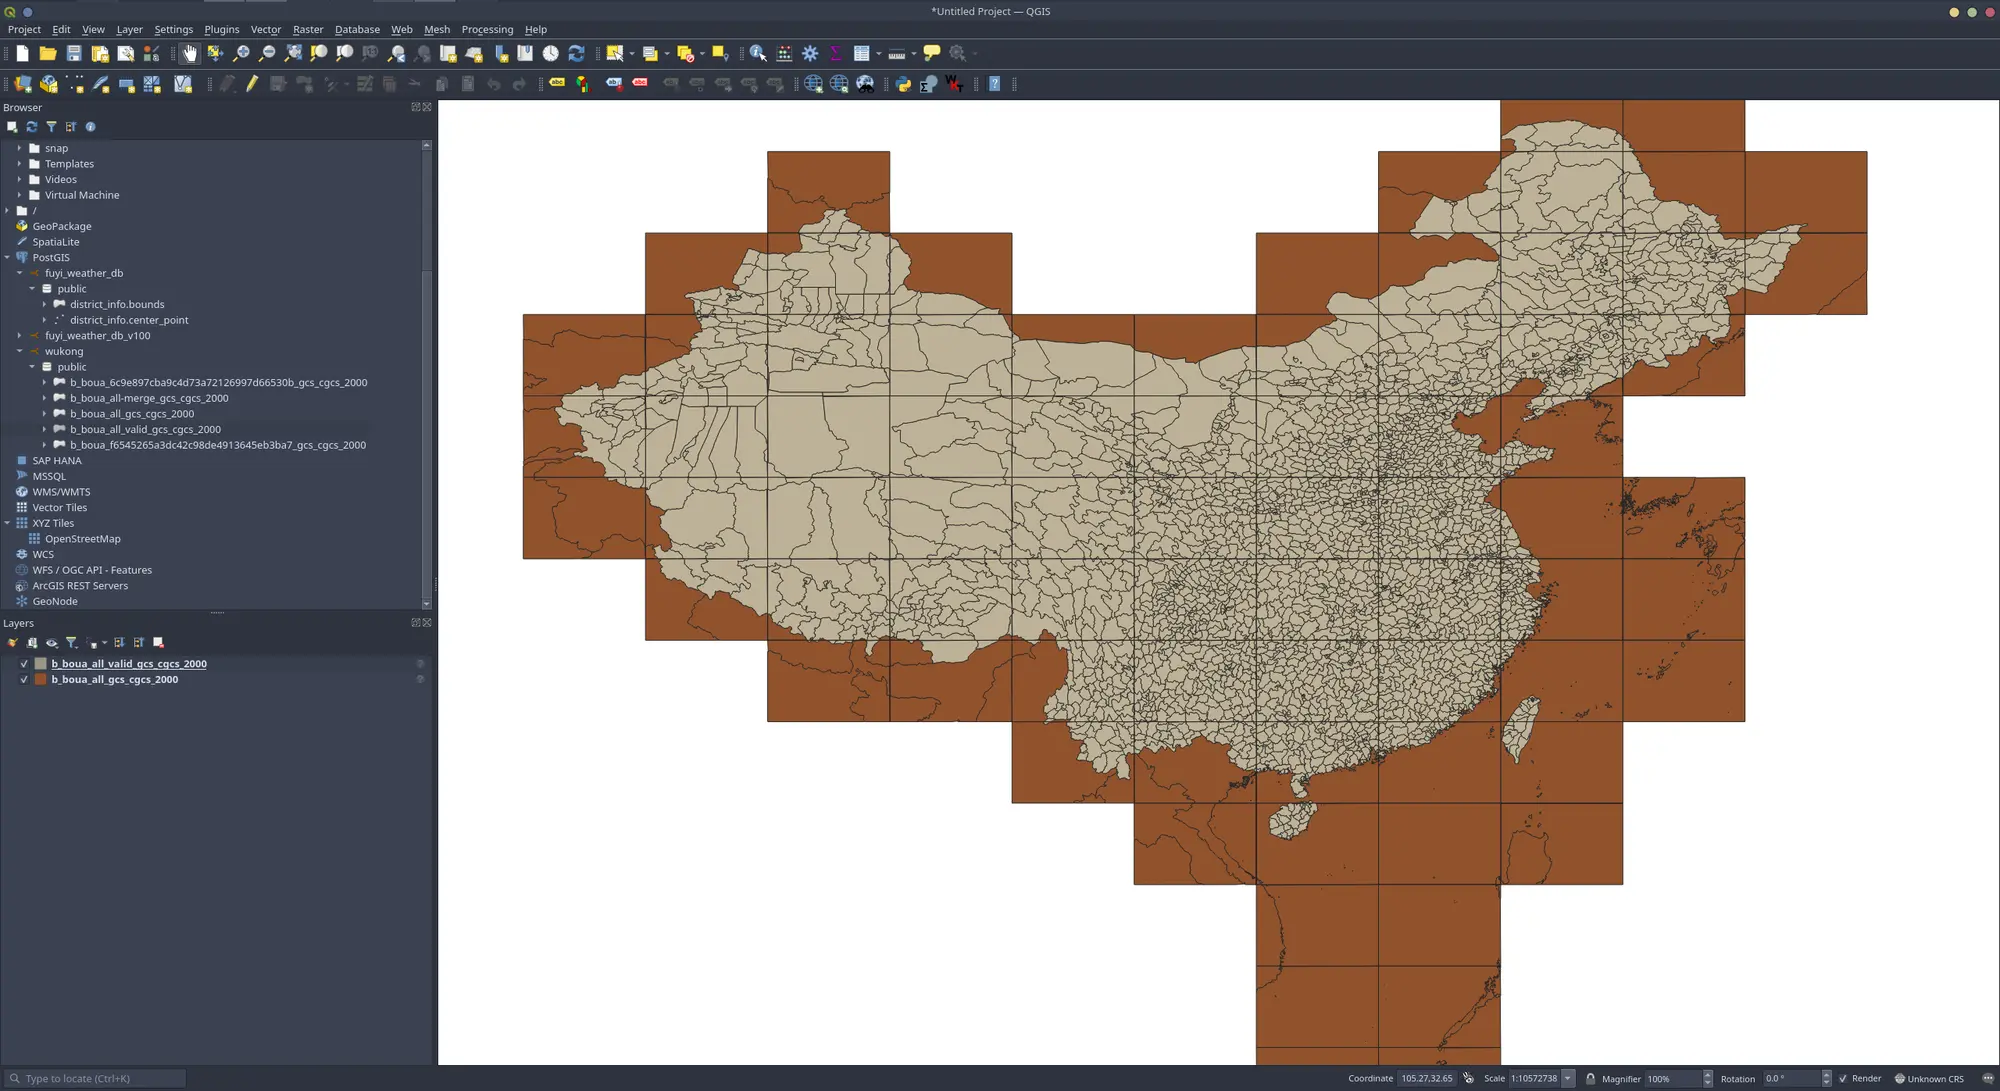 *Untitled Project — QGIS
Project Edit View Layer Settings Plugins Vector Raster Database Web Mesh Processing Help
Browser
snap
Templates
Videos
Virtual Machine
/
GeoPackage
SpatiaLite
PostGIS
fuyi_weather_db
public
district_info.bounds
district_info.center_point
fuyi_weather_db_v100
wukong
public
b_boua_6c9e897cba9c4d73a72126997d66530b_gcs_cgcs_2000
b_boua_all-merge_gcs_cgcs_2000
b_boua_all_gcs_cgcs_2000
b_boua_all_valid_gcs_cgcs_2000
b_boua_f6545265a3dc42c98de4913645eb3ba7_gcs_cgcs_2000
SAP HANA
MSSQL
WMS/WMTS
Vector Tiles
XYZ Tiles
OpenStreetMap
WCS
WFS / OGC API - Features
ArcGIS REST Servers
GeoNode
Layers
b_boua_all_valid_gcs_cgcs_2000
b_boua_all_gcs_cgcs_2000
Type to locate (Ctrl+K)
Coordinate 105.27,32.65 Scale 1:10572738 Magnifier 100% Rotation 0.0 ° Render Unknown CRS